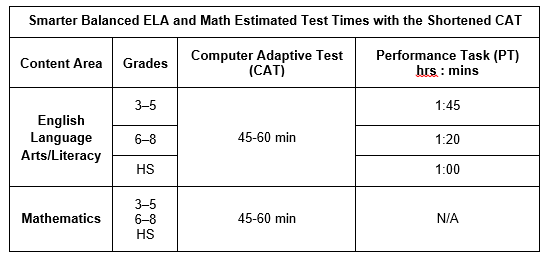 Smarter Balanced ELA and Math Estimated Test Times with the Shortened CAT
Content Area
Grades
Computer Adaptive Test
(CAT)
Performance Task (PT)
hrs : mins
English
Language
Arts/Literacy
3–5
45-60 min
1:45
6–8
1:20
HS
1:00
Mathematics
3–5
6–8
HS
45-60 min
N/A